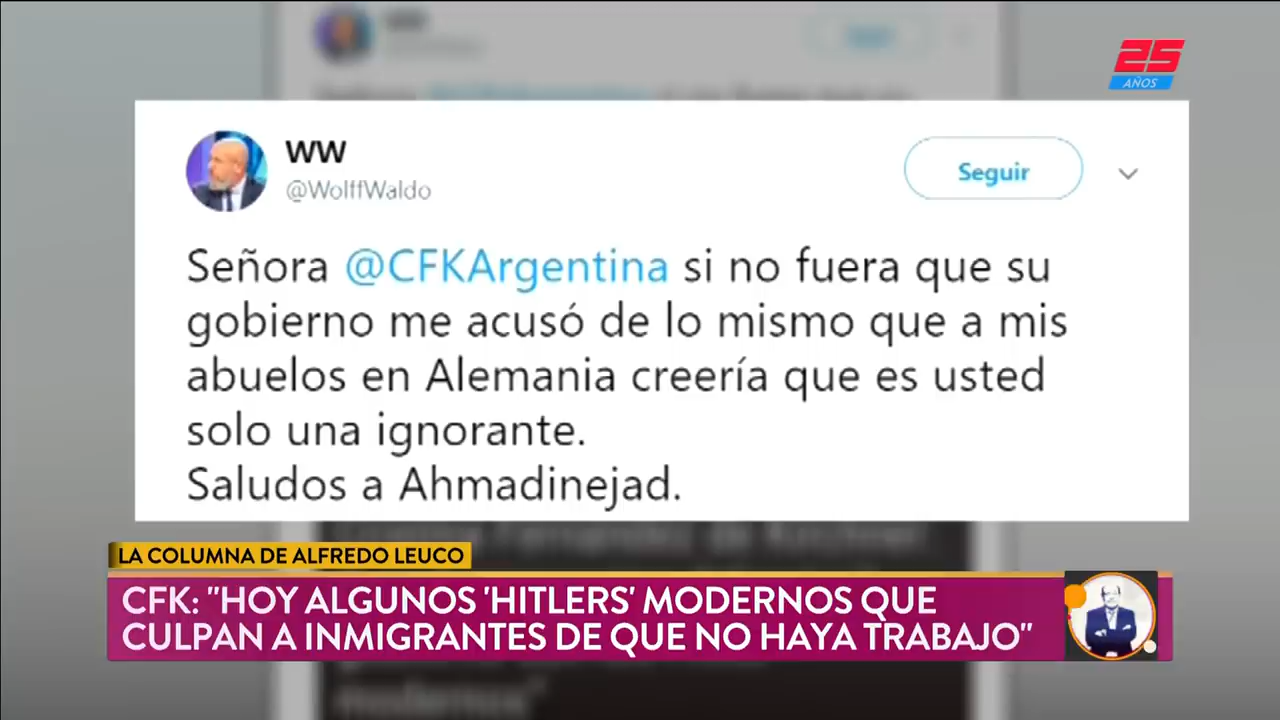 25
AÑOS
WW
@WolffWaldo
Seguir
Señora @CFKArgentina si no fuera que su
gobierno me acusó de lo mismo que a mis
abuelos en Alemania creería que es usted
solo una ignorante.
Saludos a Ahmadinejad.
LA COLUMNA DE ALFREDO LEUCO
CFK: "HOY ALGUNOS 'HITLERS' MODERNOS QUE
CULPAN A INMIGRANTES DE QUE NO HAYA TRABAJO"
modernos"